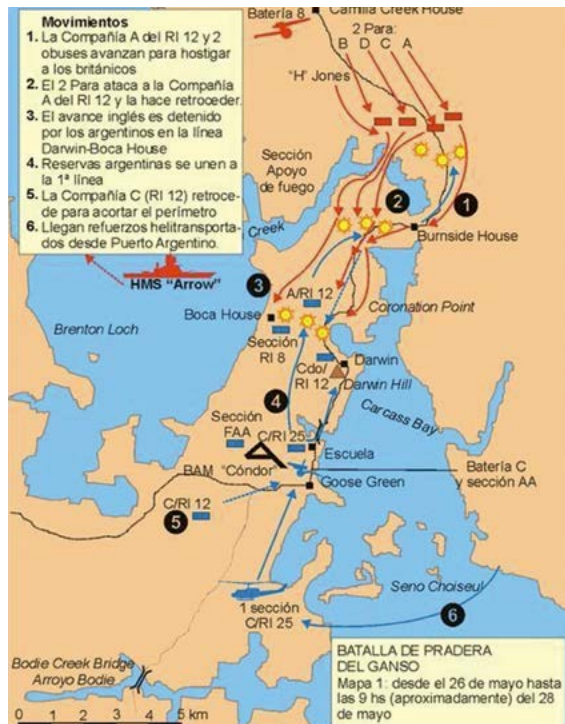 Movimientos
1. La Compañía A del RI 12 y 2
obuses avanzan para hostigar
a los británicos
2. El 2 Para ataca a la Compañía
A del RI 12 y la hace retroceder.
3. El avance inglés es detenido
por los argentinos en la línea
Darwin-Boca House
4. Reservas argentinas se unen a
la 1ª línea
5. La Compañía C (RI 12) retroce-
de para acortar el perímetro
6. Llegan refuerzos helitranspor-
tados desde Puerto Argentino.
Batería 8
Camilla Creek House
2 Para:
B D C A
"H" Jones
Sección
Apoyo
de fuego
2
1
Creek
Burnside House
HMS "Arrow"
3
A/RI 12
Coronation Point
Boca House
Brenton Loch
Sección
RI 8
Darwin
Cdo/
RI 12
Darwin Hill
4
Carcass Bay
Sección
FAA
C/RI 25
Escuela
BAM "Cóndor"
Batería C
y sección AA
Goose Green
C/RI 12
5
Seno Choiseul
1 sección
C/RI 25
6
Bodie Creek Bridge
Arroyo Bodie
0 1 2 3 4 5 km
BATALLA DE PRADERA
DEL GANSO
Mapa 1: desde el 26 de mayo hasta
las 9 hs (aproximadamente) del 28
de mayo